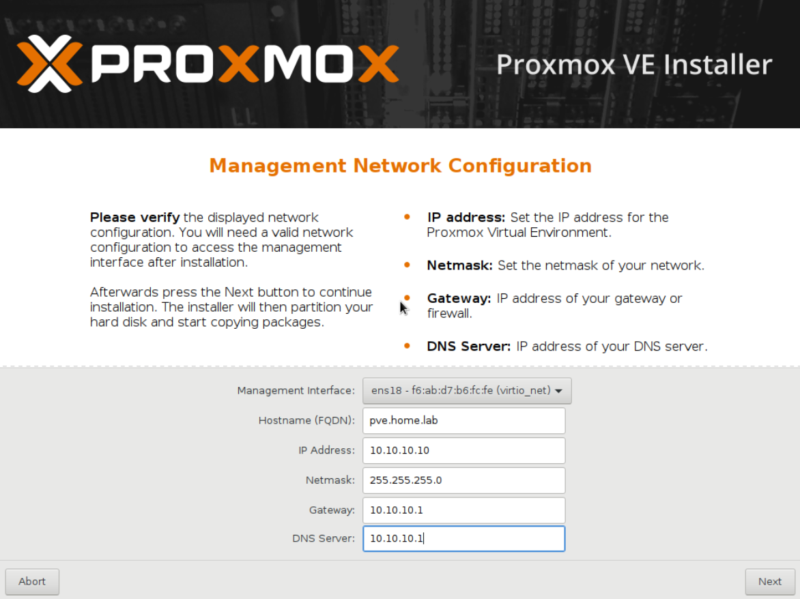 PROXMOX
Proxmox VE Installer
Management Network Configuration
Please verify the displayed network
configuration. You will need a valid network
configuration to access the management
interface after installation.
Afterwards press the Next button to continue
installation. The installer will then partition your
hard disk and start copying packages.
IP address: Set the IP address for the
Proxmox Virtual Environment.
Netmask: Set the netmask of your network.
Gateway: IP address of your gateway or
firewall.
DNS Server: IP address of your DNS server.
Management Interface: ens18 - f6:ab:d7:b6:fc:fe (virtio_net)
Hostname (FQDN): pve.home.lab
IP Address: 10.10.10.10
Netmask: 255.255.255.0
Gateway: 10.10.10.1
DNS Server: 10.10.10.1
Abort
Next